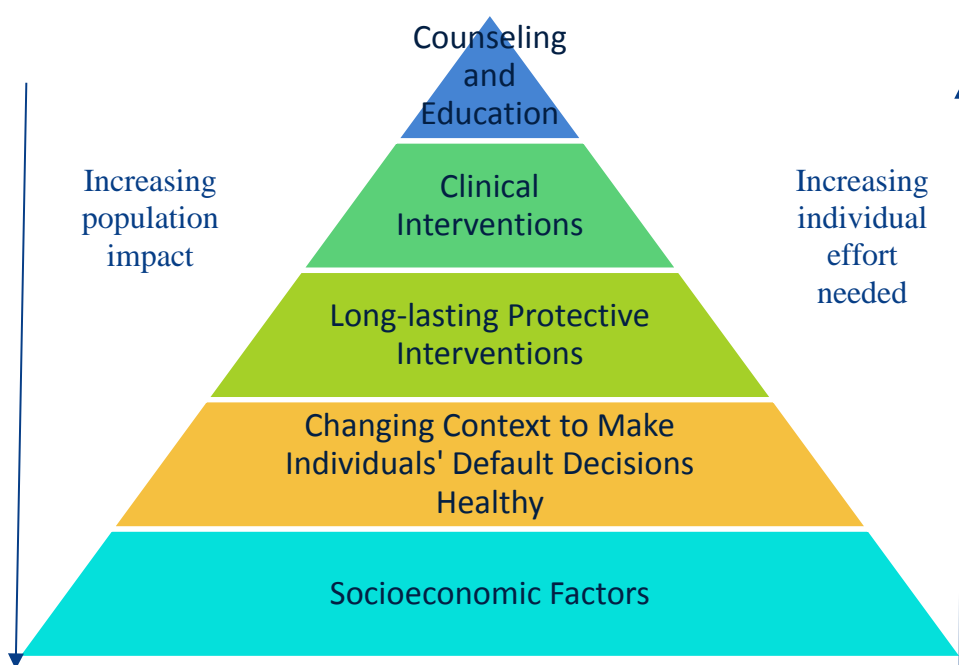 Counseling
and
Education
Increasing
population
impact
Clinical
Interventions
Increasing
individual
effort
needed
Long-lasting Protective
Interventions
Changing Context to Make
Individuals' Default Decisions
Healthy
Socioeconomic Factors